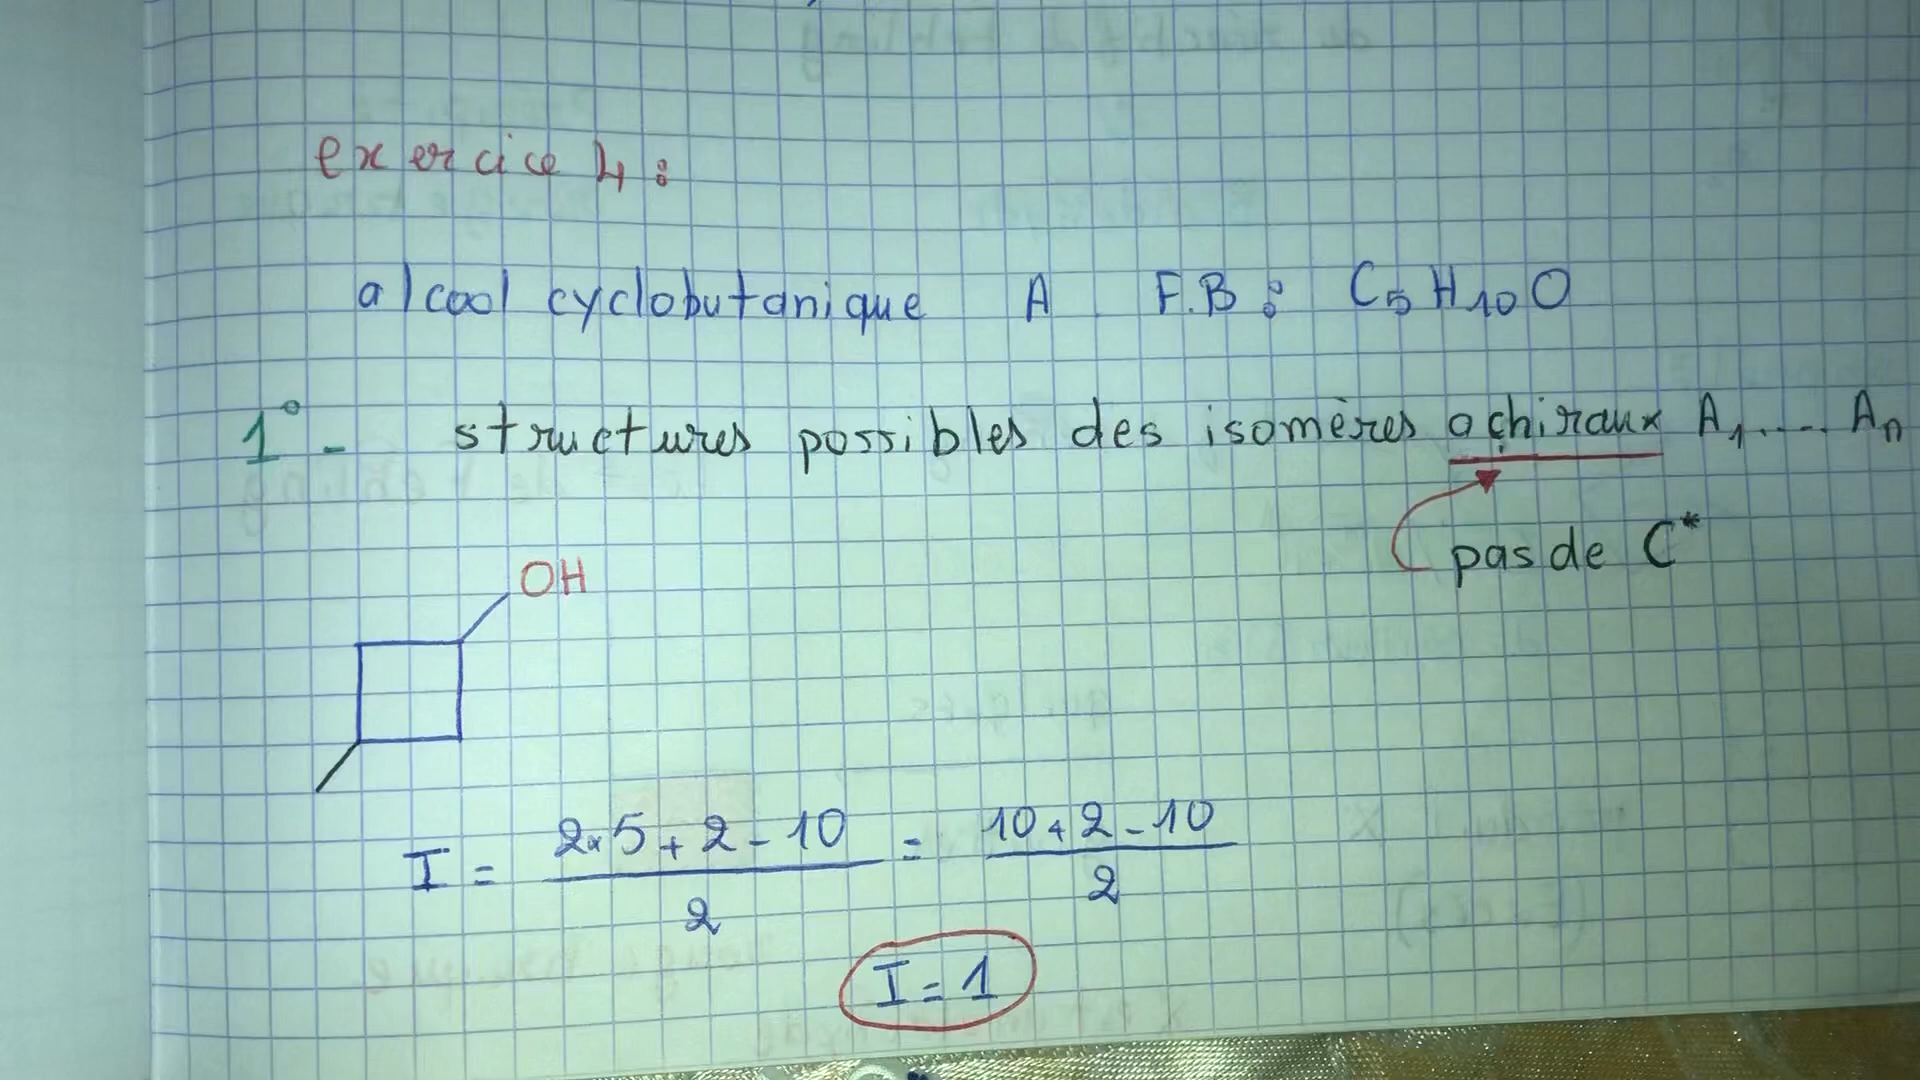 exercice 4 :
alcool cyclobutanique A F.B : C₅H₁₀O
1° - structures possibles des isomères achiraux A₁.... Aₙ
pas de C*
OH
I = (2×5+2-10)/2 = (10+2-10)/2
I = 1